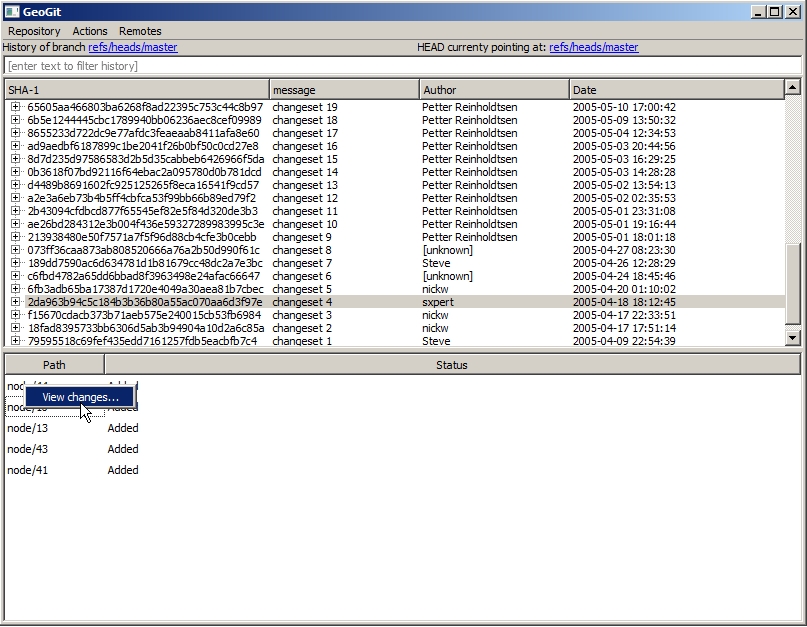 GeoGit
Repository Actions Remotes
History of branch refs/heads/master HEAD currently pointing at: refs/heads/master
[enter text to filter history]
SHA-1 message Author Date
65605aa466803ba6268f8ad22395c753c44c8b97 changeset 19 Petter Reinholdtsen 2005-05-10 17:00:42
6b5e1244445cbc1789940bb06236aec8cef09989 changeset 18 Petter Reinholdtsen 2005-05-09 13:50:32
8655233d722dc9e77afdc3feaeaab8411afa8e60 changeset 17 Petter Reinholdtsen 2005-05-04 12:34:53
ad9aedbf6187899c1be2041f26b0bf50c0cd27e8 changeset 16 Petter Reinholdtsen 2005-05-03 20:44:56
8d7d235d97586583d2b5d35cabbeb6426966f5da changeset 15 Petter Reinholdtsen 2005-05-03 16:29:25
0b3618f07bd92116f64ebac2a095780d0b781dcd changeset 14 Petter Reinholdtsen 2005-05-03 14:28:28
d4489b8691602fc925125265f8eca16541f9cd57 changeset 13 Petter Reinholdtsen 2005-05-02 13:54:13
a2e3a6eb73b4b5ff4cbfca53f99bb66b89ed79f2 changeset 12 Petter Reinholdtsen 2005-05-02 02:35:53
2b43094cfdbcd877f65545ef82e5f84d320de3b3 changeset 11 Petter Reinholdtsen 2005-05-01 23:31:08
ae26bd284312e3b004f436e59327289983995c3e changeset 10 Petter Reinholdtsen 2005-05-01 19:16:44
213938480e50f7571a7f5f96d88cb4cfe3b0cebb changeset 9 Petter Reinholdtsen 2005-05-01 18:01:18
073ff36caa873ab808520666a76a2b50d990f61c changeset 8 [unknown] 2005-04-27 08:23:30
189dd7590ac6d634781d1b81679cc48dc2a7e3bc changeset 7 Steve 2005-04-26 12:28:29
c6fbd4782a65dd6bbad8f3963498e24afac66647 changeset 6 [unknown] 2005-04-24 18:45:46
6fb3adb65ba17387d1720e4049a30aea81b7cbec changeset 5 nickw 2005-04-20 01:10:02
2da963b94c5c184b3b36b80a55ac070aa6d3f97e changeset 4 sxpert 2005-04-18 18:12:45
f15670cdacb373b71aeb575e240015cb53fb6984 changeset 3 nickw 2005-04-17 22:33:51
18fad8395733bb6306d5ab3b94904a10d2a6c85a changeset 2 nickw 2005-04-17 17:51:14
79595518c69fef435edd7161257fdb5eacbfb7c4 changeset 1 Steve 2005-04-09 22:54:39
Path Status
View changes...
node/13 Added
node/43 Added
node/41 Added